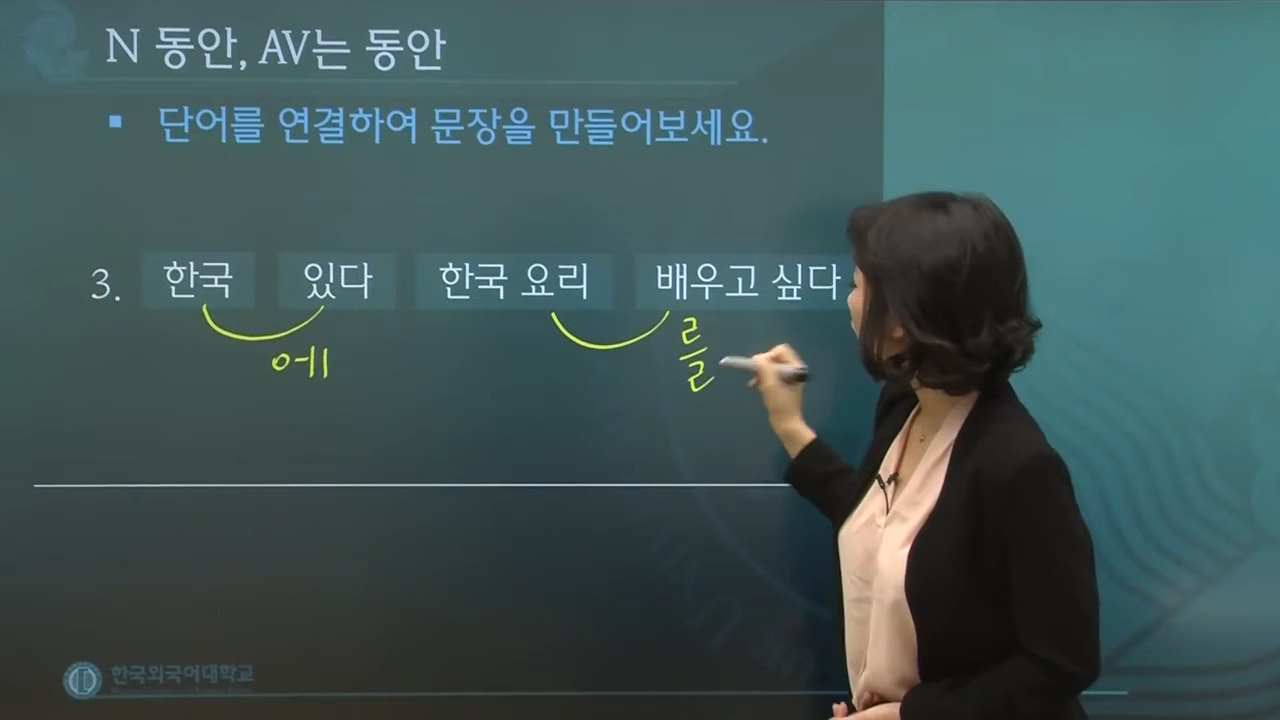 N 동안, AV는 동안
▪ 단어를 연결하여 문장을 만들어보세요.
3. 한국 있다 한국 요리 배우고 싶다
에 를
한국외국어대학교